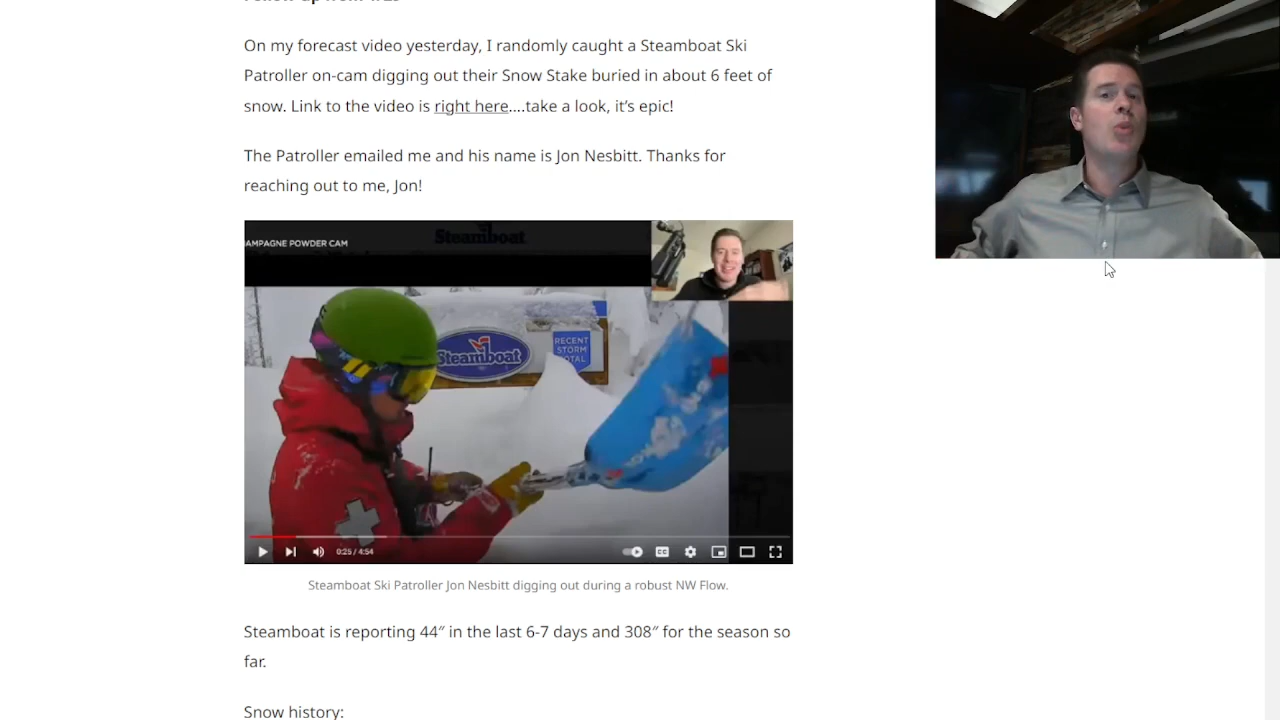 On my forecast video yesterday, I randomly caught a Steamboat Ski
Patroller on-cam digging out their Snow Stake buried in about 6 feet of
snow. Link to the video is right here....take a look, it’s epic!
The Patroller emailed me and his name is Jon Nesbitt. Thanks for
reaching out to me, Jon!
Steamboat
AMPAGNE POWDER CAM
Steamboat
RECENT
STORM
TOTAL
0:25 / 4:54
CC
Steamboat Ski Patroller Jon Nesbitt digging out during a robust NW Flow.
Steamboat is reporting 44″ in the last 6-7 days and 308″ for the season so
far.
Snow history: